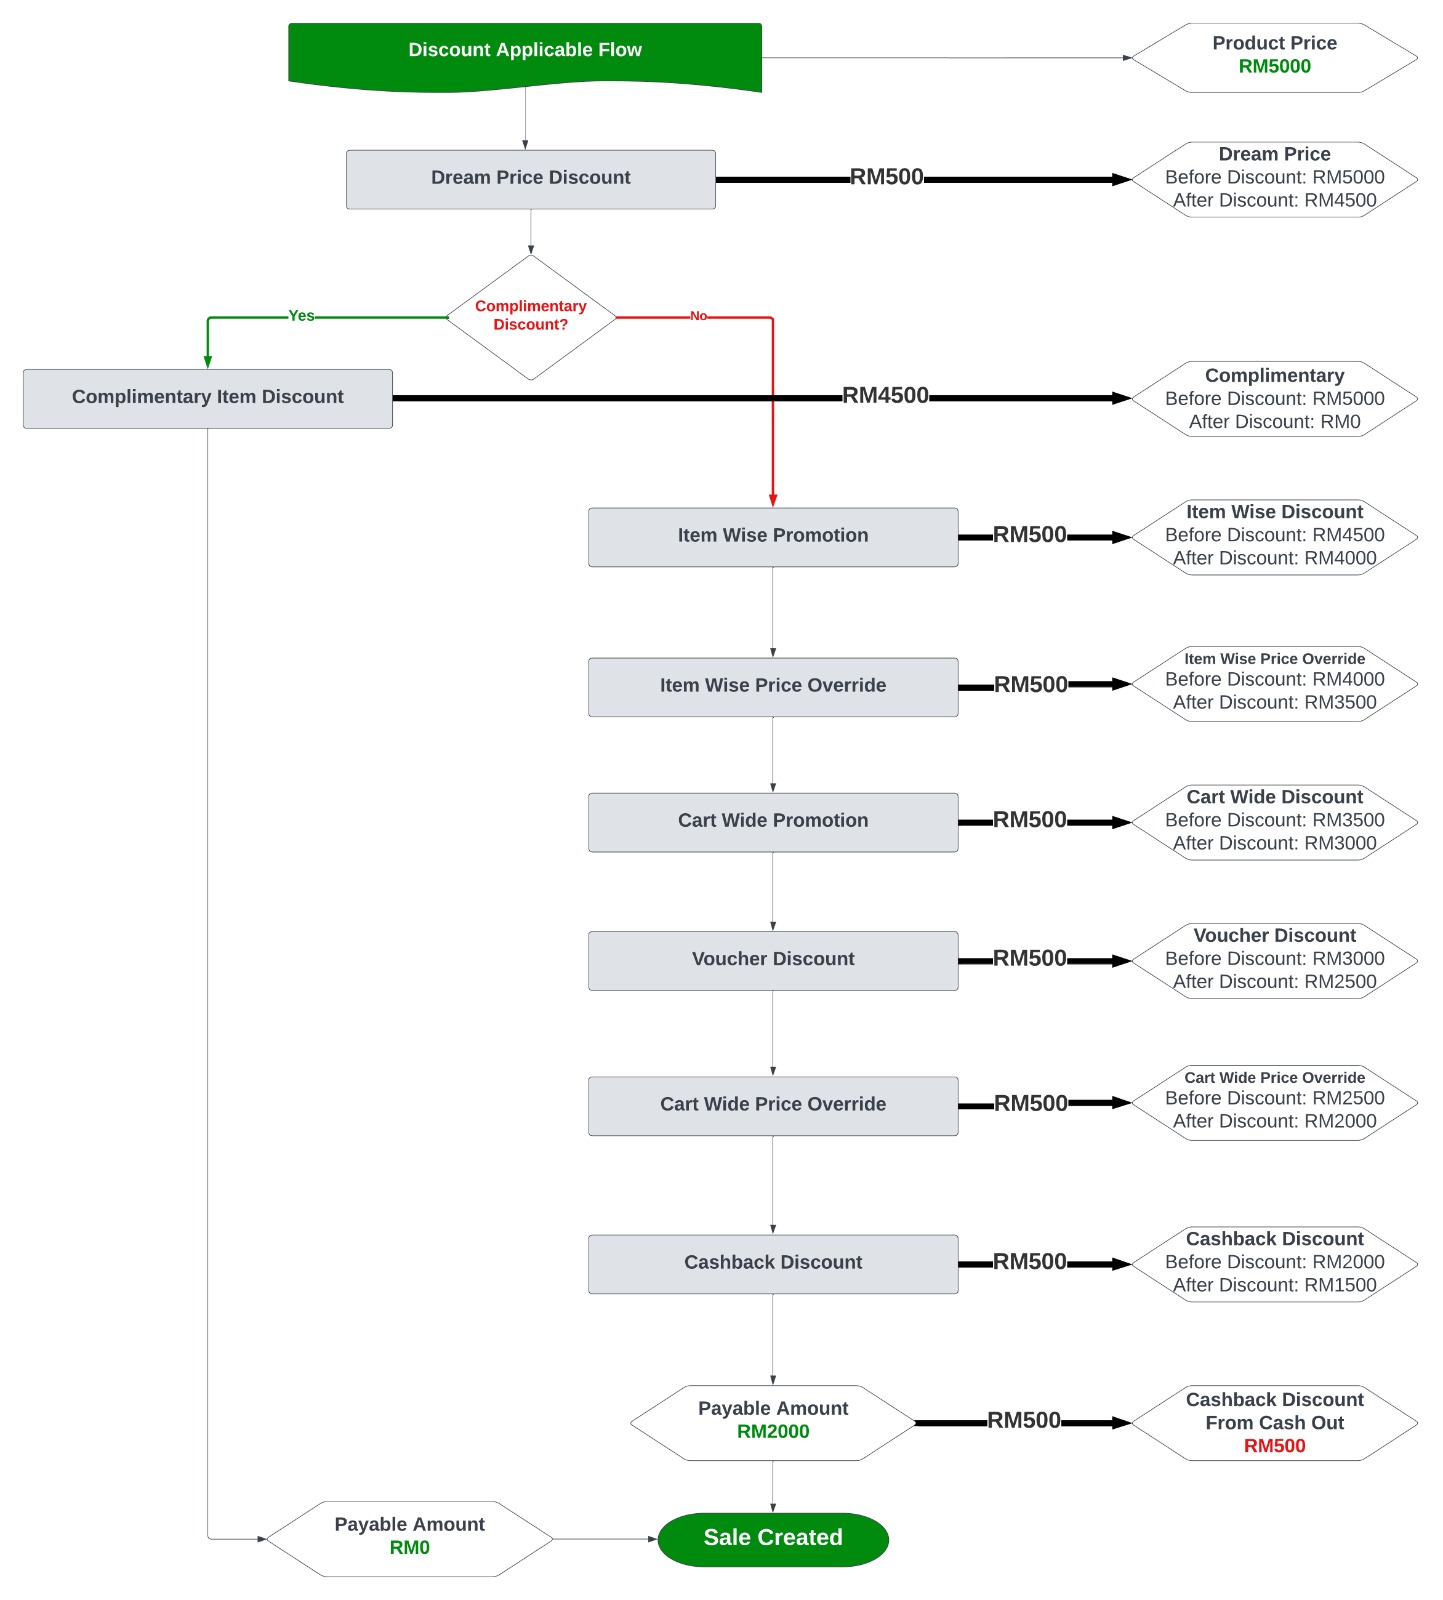 Discount Applicable Flow
Product Price
RM5000
Dream Price Discount
RM500
Dream Price
Before Discount: RM5000
After Discount: RM4500
Complimentary
Discount?
Yes
No
Complimentary Item Discount
RM4500
Complimentary
Before Discount: RM5000
After Discount: RM0
Item Wise Promotion
RM500
Item Wise Discount
Before Discount: RM4500
After Discount: RM4000
Item Wise Price Override
RM500
Item Wise Price Override
Before Discount: RM4000
After Discount: RM3500
Cart Wide Promotion
RM500
Cart Wide Discount
Before Discount: RM3500
After Discount: RM3000
Voucher Discount
RM500
Voucher Discount
Before Discount: RM3000
After Discount: RM2500
Cart Wide Price Override
RM500
Cart Wide Price Override
Before Discount: RM2500
After Discount: RM2000
Cashback Discount
RM500
Cashback Discount
Before Discount: RM2000
After Discount: RM1500
Payable Amount
RM2000
RM500
Cashback Discount
From Cash Out
RM500
Payable Amount
RM0
Sale Created